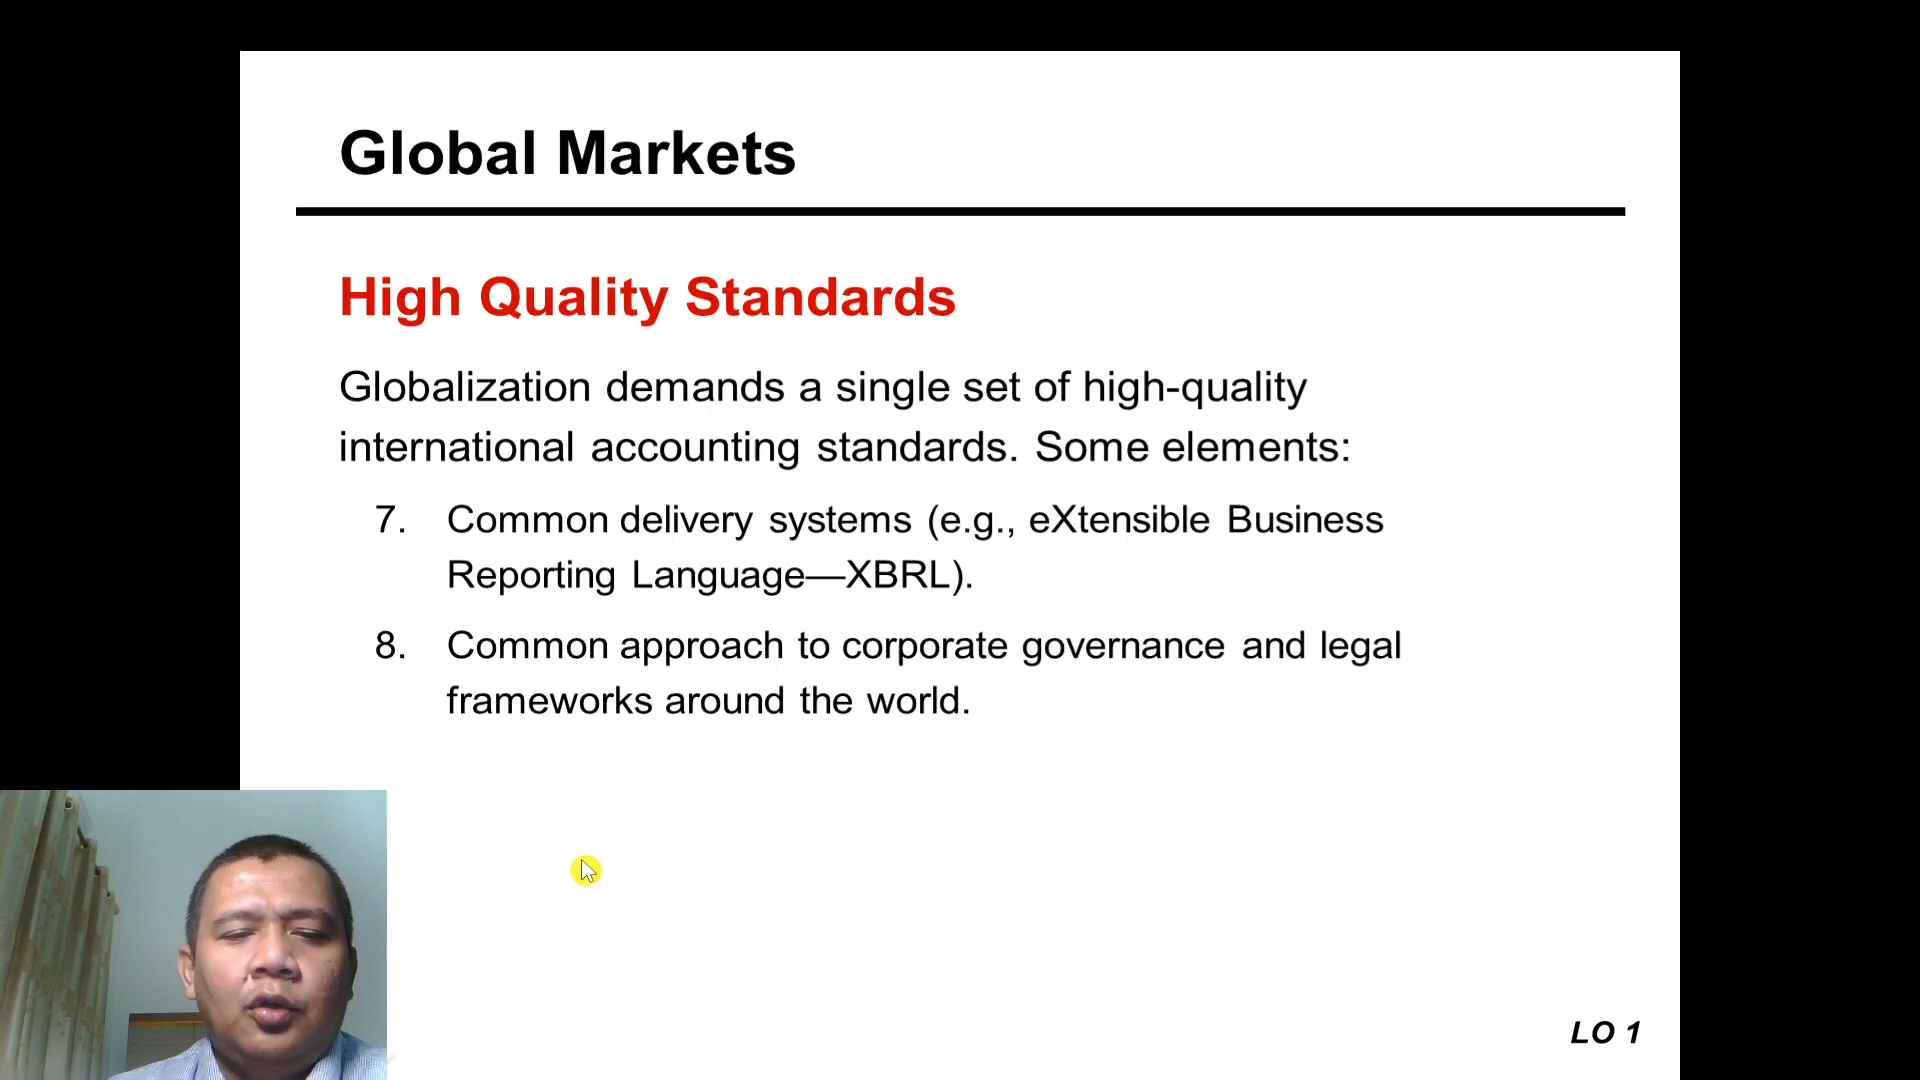 Global Markets
High Quality Standards
Globalization demands a single set of high-quality
international accounting standards. Some elements:
7. Common delivery systems (e.g., eXtensible Business
Reporting Language—XBRL).
8. Common approach to corporate governance and legal
frameworks around the world.
LO 1